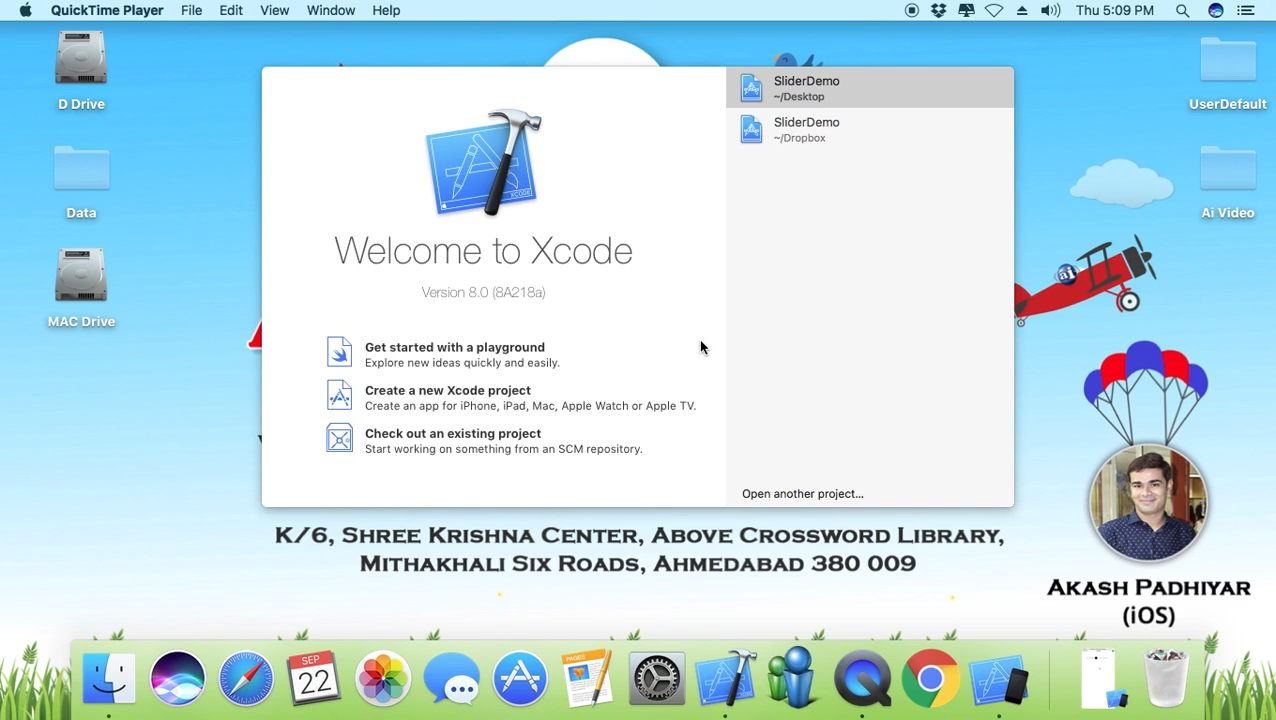 QuickTime Player File Edit View Window Help Thu 5:09 PM
D Drive
Data
MAC Drive
UserDefault
Ai Video
XCODE
Welcome to Xcode
Version 8.0 (8A218a)
Get started with a playground
Explore new ideas quickly and easily.
Create a new Xcode project
Create an app for iPhone, iPad, Mac, Apple Watch or Apple TV.
Check out an existing project
Start working on something from an SCM repository.
SliderDemo
~/Desktop
SliderDemo
~/Dropbox
Open another project...
ai
K/6, Shree Krishna Center, Above Crossword Library,
Mithakhali Six Roads, Ahmedabad 380 009
Akash Padhiyar
(iOS)
SEP
22
PAGES